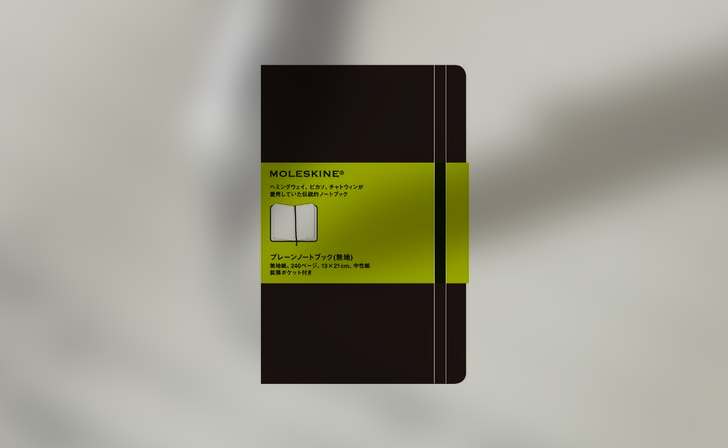 MOLESKINE®
ヘミングウェイ、ピカソ、チャトウィンが
愛用していた伝説的ノートブック
プレーンノートブック(無地)
無地紙、240ページ、13×21cm、中性紙
拡張ポケット付き